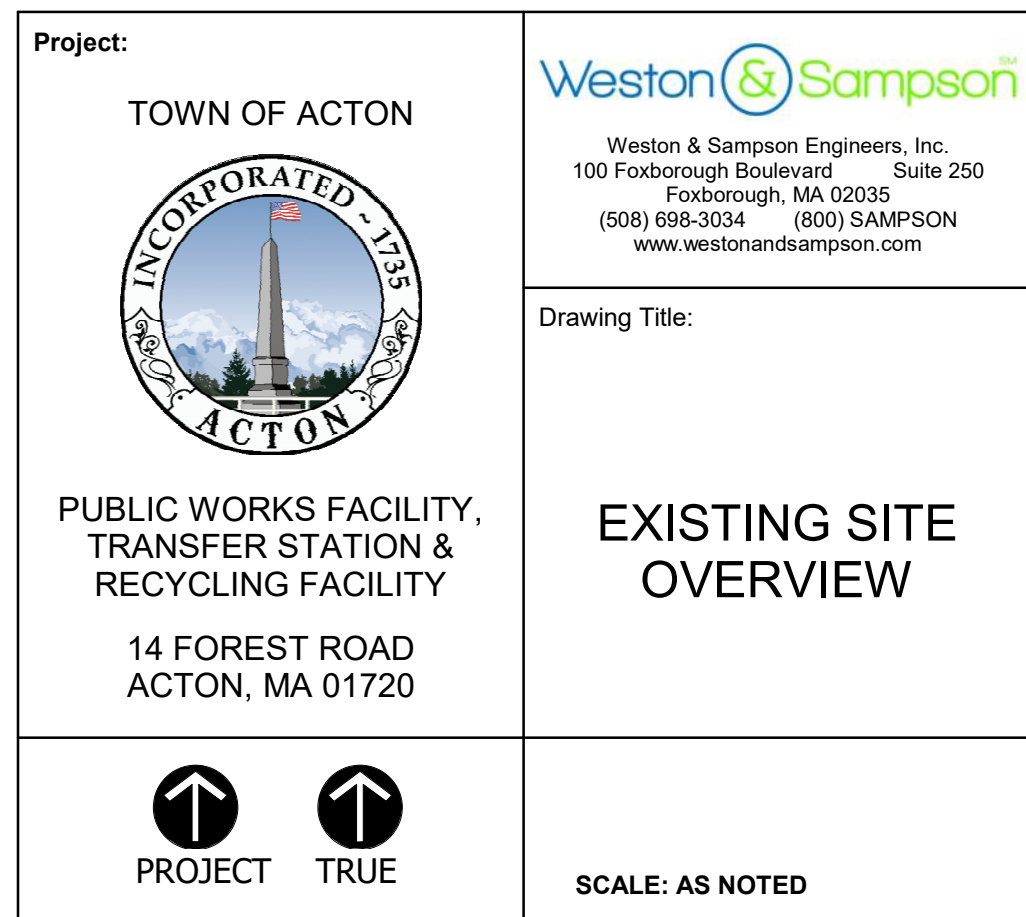 Project:
TOWN OF ACTON
INCORPORATED ~ 1735
ACTON
PUBLIC WORKS FACILITY,
TRANSFER STATION &
RECYCLING FACILITY
14 FOREST ROAD
ACTON, MA 01720
PROJECT
TRUE
Weston & Sampson SM
Weston & Sampson Engineers, Inc.
100 Foxborough Boulevard Suite 250
Foxborough, MA 02035
(508) 698-3034 (800) SAMPSON
www.westonandsampson.com
Drawing Title:
EXISTING SITE
OVERVIEW
SCALE: AS NOTED